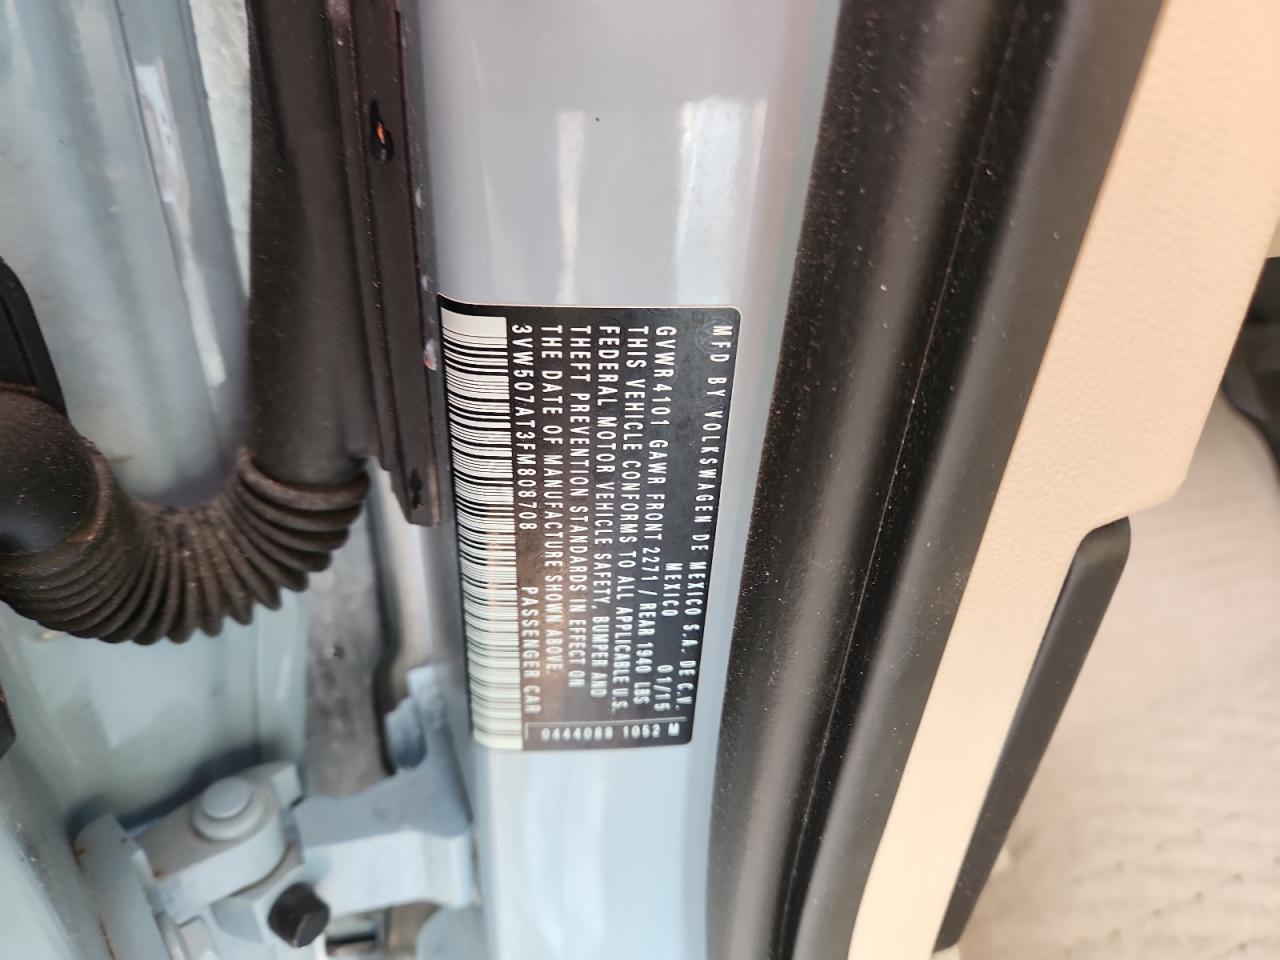 MFD BY VOLKSWAGEN DE MEXICO S.A. DE C.V.
MEXICO 01/15
GVWR 4101 GAWR FRONT 2271 / REAR 1940 LBS
THIS VEHICLE CONFORMS TO ALL APPLICABLE U.S.
FEDERAL MOTOR VEHICLE SAFETY, BUMPER AND
THEFT PREVENTION STANDARDS IN EFFECT ON
THE DATE OF MANUFACTURE SHOWN ABOVE.
3VW507AT3FM808708 PASSENGER CAR
0444088 1052 M